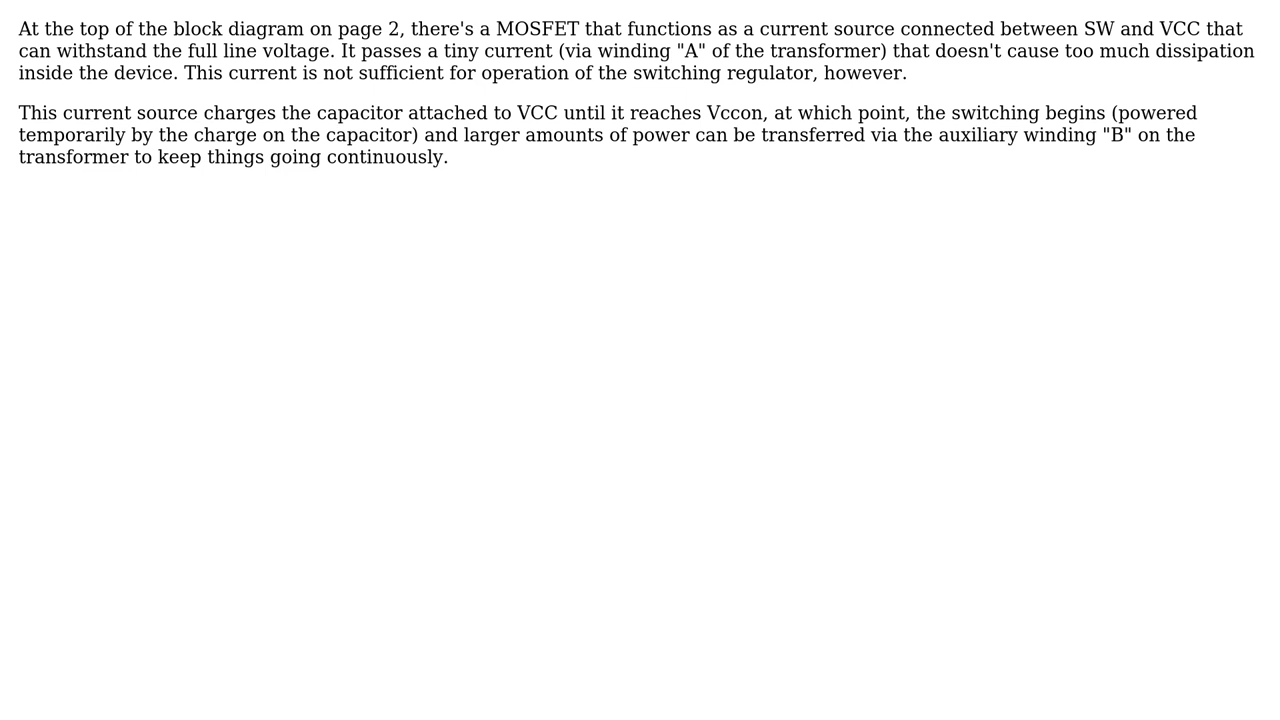 At the top of the block diagram on page 2, there's a MOSFET that functions as a current source connected between SW and VCC that
can withstand the full line voltage. It passes a tiny current (via winding "A" of the transformer) that doesn't cause too much dissipation
inside the device. This current is not sufficient for operation of the switching regulator, however.
This current source charges the capacitor attached to VCC until it reaches Vccon, at which point, the switching begins (powered
temporarily by the charge on the capacitor) and larger amounts of power can be transferred via the auxiliary winding "B" on the
transformer to keep things going continuously.